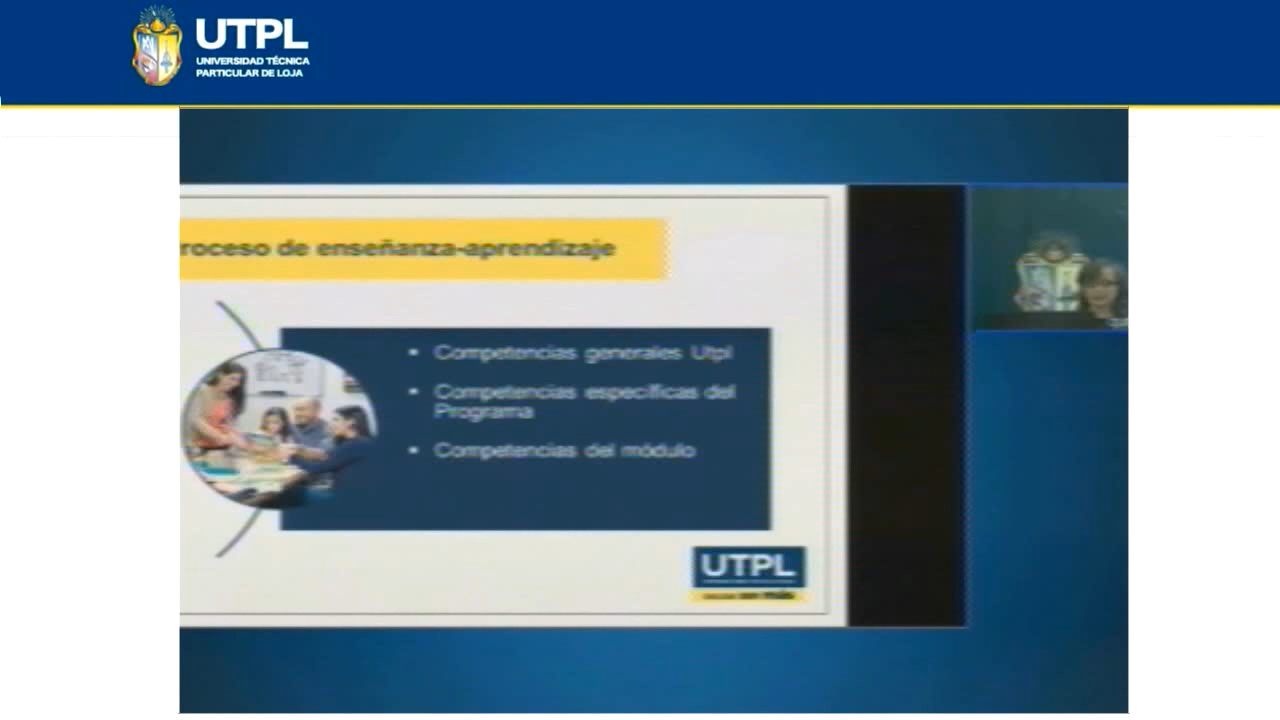 UTPL
UNIVERSIDAD TÉCNICA
PARTICULAR DE LOJA
roceso de enseñanza-aprendizaje
• Competencias generales Utpl
• Competencias específicas del
Programa
• Competencias del módulo
UTPL